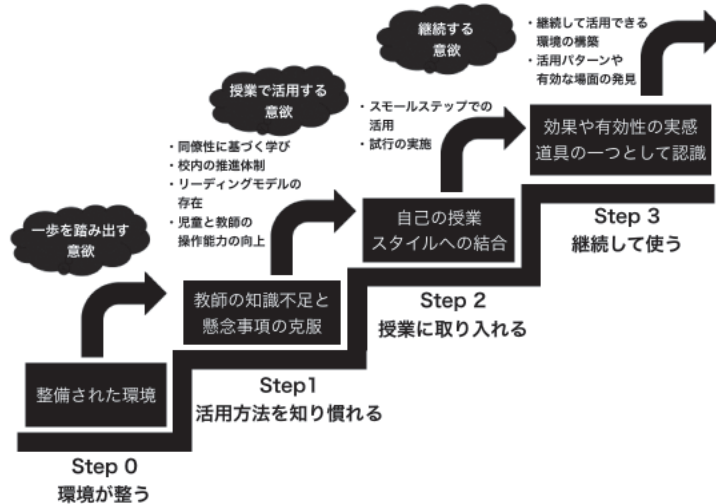 継続する
意欲
・継続して活用できる
環境の構築
・活用パターンや
有効な場面の発見
授業で活用する
意欲
・スモールステップでの
活用
・試行の実施
効果や有効性の実感
道具の一つとして認識
・同僚性に基づく学び
・校内の推進体制
・リーディングモデルの
存在
・児童と教師の
操作能力の向上
自己の授業
スタイルへの結合
Step 3
継続して使う
一歩を踏み出す
意欲
教師の知識不足と
懸念事項の克服
Step 2
授業に取り入れる
整備された環境
Step1
活用方法を知り慣れる
Step 0
環境が整う